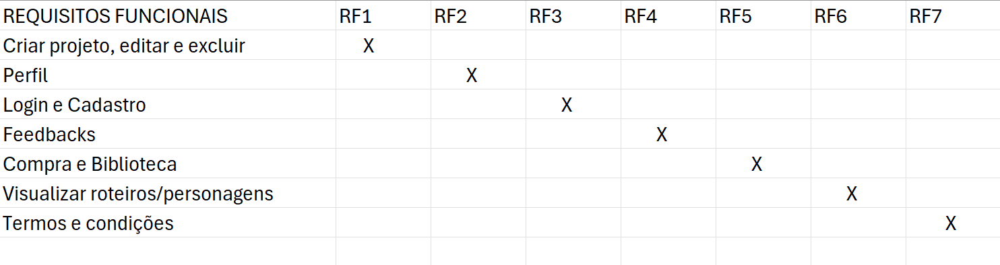 REQUISITOS FUNCIONAIS RF1 RF2 RF3 RF4 RF5 RF6 RF7
Criar projeto, editar e excluir X
Perfil X
Login e Cadastro X
Feedbacks X
Compra e Biblioteca X
Visualizar roteiros/personagens X
Termos e condições X